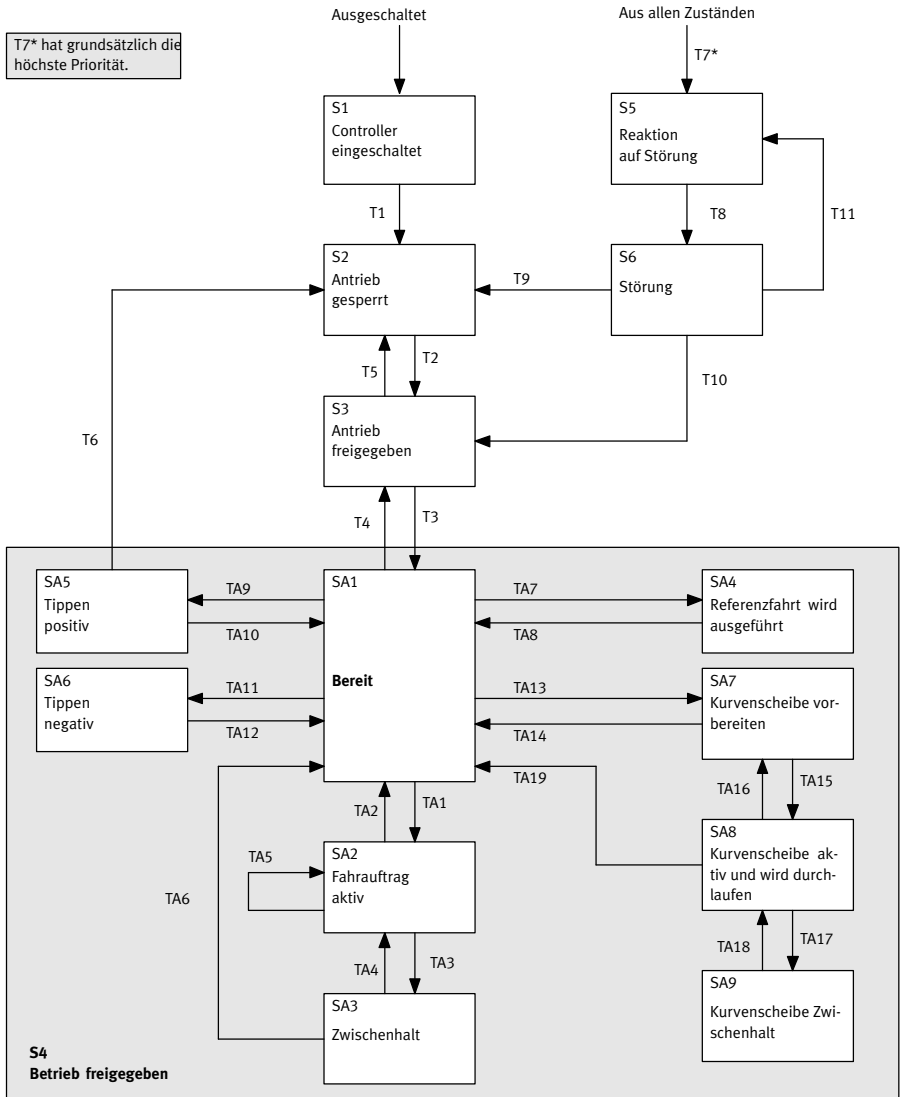 Ausgeschaltet
Aus allen Zuständen
T7* hat grundsätzlich die
höchste Priorität.
T7*
S1
Controller
eingeschaltet
S5
Reaktion
auf Störung
T1
T8
T11
S2
Antrieb
gesperrt
T9
S6
Störung
T5
T2
T10
S3
Antrieb
freigegeben
T6
T4
T3
SA5
Tippen
positiv
TA9
TA10
SA1
Bereit
TA7
TA8
SA4
Referenzfahrt wird
ausgeführt
SA6
Tippen
negativ
TA11
TA12
TA13
TA14
SA7
Kurvenscheibe vor-
bereiten
TA19
TA16
TA15
TA2
TA1
SA2
Fahrauftrag
aktiv
TA5
TA6
SA8
Kurvenscheibe ak-
tiv und wird durch-
laufen
TA4
TA3
TA18
TA17
SA3
Zwischenhalt
SA9
Kurvenscheibe Zwi-
schenhalt
S4
Betrieb freigegeben